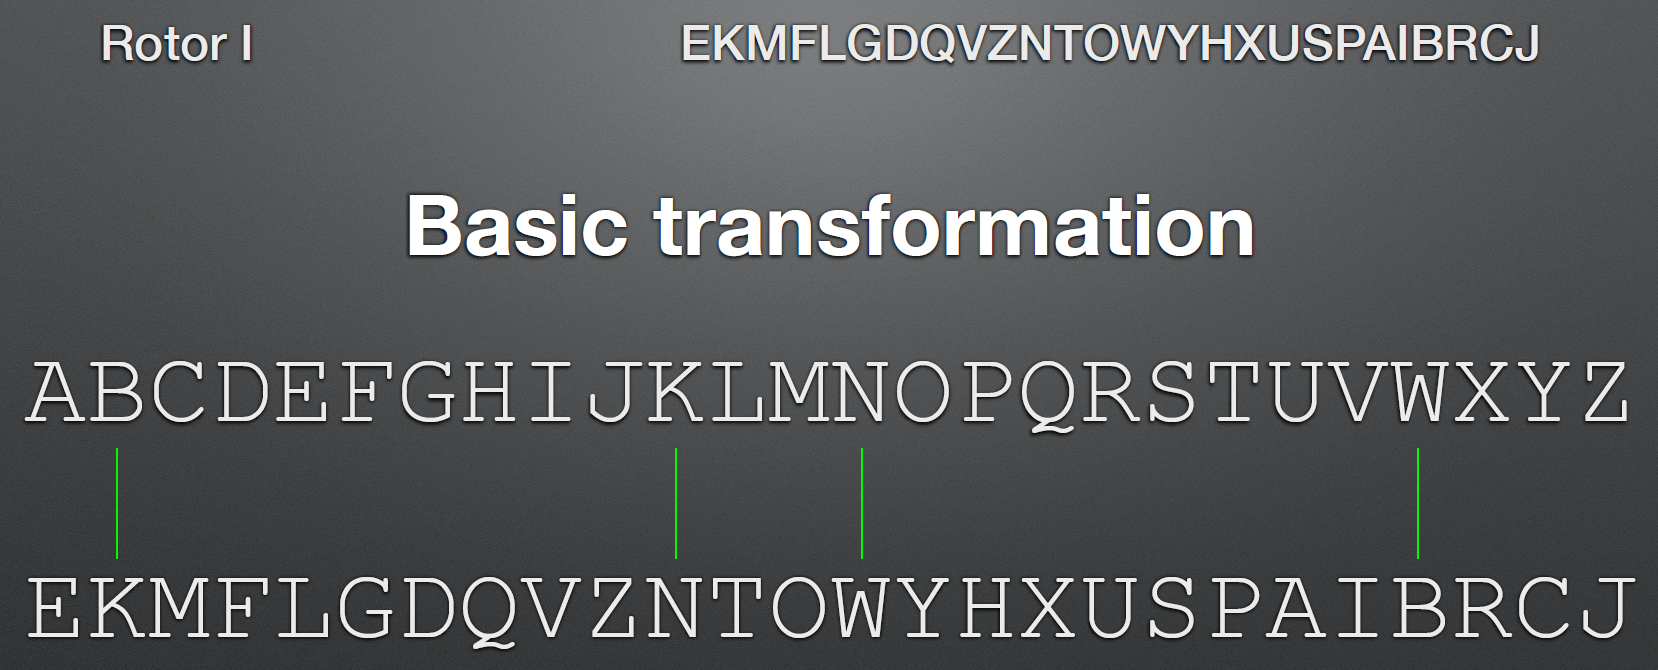 Rotor I EKMFLGDQVZNTOWYHXUSPAIBRCJ
Basic transformation
ABCDEFGHIJKLMNOPQRSTUVWXYZ
EKMFLGDQVZNTOWYHXUSPAIBRCJ